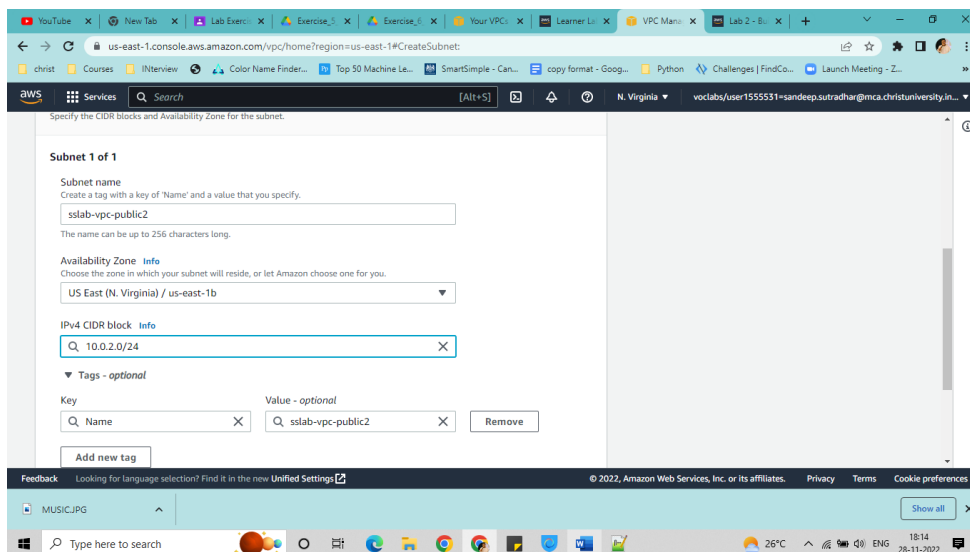 YouTube
New Tab
Lab Exercis
Exercise_5_
Exercise_6_
Your VPCs
Learner La
VPC Mana
Lab 2 - Bu
us-east-1.console.aws.amazon.com/vpc/home?region=us-east-1#CreateSubnet:
christ
Courses
INterview
Color Name Finder...
Top 50 Machine Le...
SmartSimple - Can...
copy format - Goog...
Python
Challenges | FindCo...
Launch Meeting - Z...
»
aws
Services
Search
[Alt+S]
N. Virginia
voclabs/user1555531=sandeep.sutradhar@mca.christuniversity.in...
Specify the CIDR blocks and Availability Zone for the subnet.
Subnet 1 of 1
Subnet name
Create a tag with a key of 'Name' and a value that you specify.
sslab-vpc-public2
The name can be up to 256 characters long.
Availability Zone Info
Choose the zone in which your subnet will reside, or let Amazon choose one for you.
US East (N. Virginia) / us-east-1b
IPv4 CIDR block Info
10.0.2.0/24
Tags - optional
Key
Value - optional
Name
sslab-vpc-public2
Remove
Add new tag
Feedback
Looking for language selection? Find it in the new Unified Settings
© 2022, Amazon Web Services, Inc. or its affiliates.
Privacy
Terms
Cookie preferences
MUSIC.JPG
Show all
Type here to search
26°C
ENG
18:14
28-11-2022